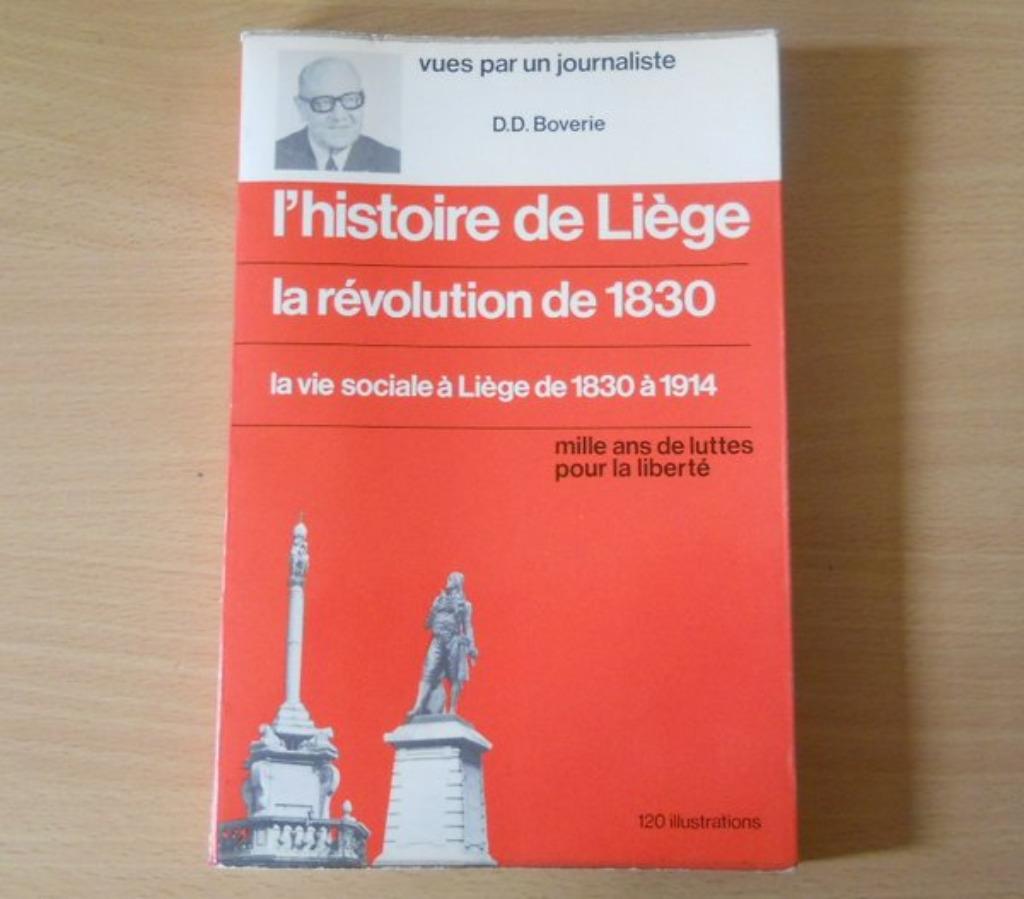 vues par un journaliste
D.D. Boverie
l'histoire de Liège
la révolution de 1830
la vie sociale à Liège de 1830 à 1914
mille ans de luttes
pour la liberté
120 illustrations